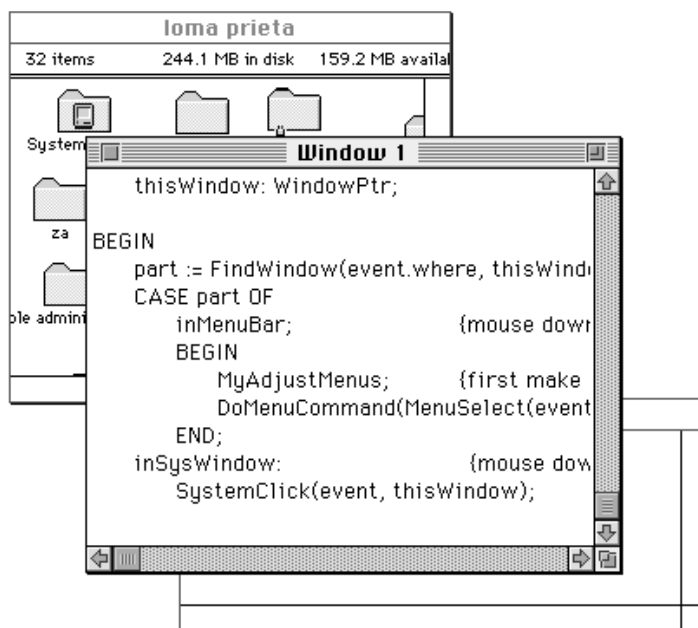 loma prieta
32 items 244.1 MB in disk 159.2 MB availal
System
za
ole admini
Window 1
thisWindow: WindowPtr;
BEGIN
part := FindWindow(event.where, thisWind
CASE part OF
inMenuBar; {mouse down
BEGIN
MyAdjustMenus; {first make
DoMenuCommand(MenuSelect(event
END;
inSysWindow: {mouse dow
SystemClick(event, thisWindow);